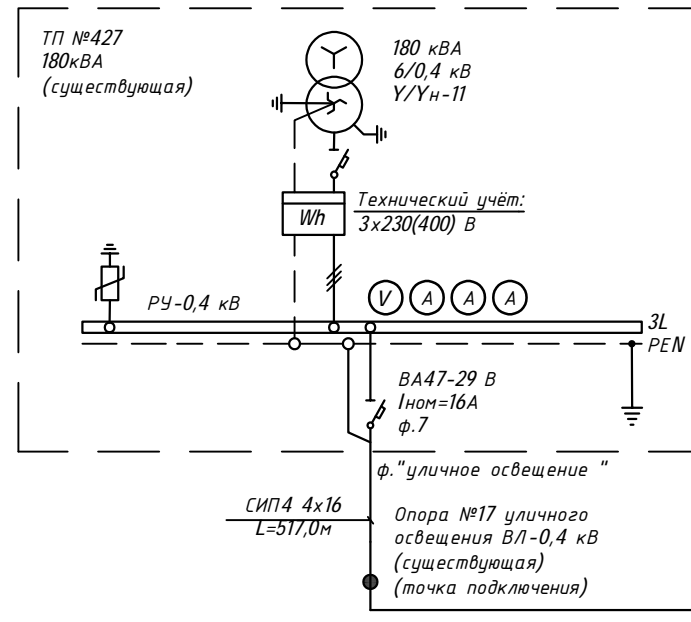 ТП №427
180кВА
(существующая)
180 кВА
6/0,4 кВ
Y/Yн-11
Wh
Технический учёт:
3х230(400) В
РУ-0,4 кВ
V A A A
3L
PEN
ВА47-29 В
Iном=16А
ф.7
ф."уличное освещение "
СИП4 4х16
L=517,0м
Опора №17 уличного
освещения ВЛ-0,4 кВ
(существующая)
(точка подключения)